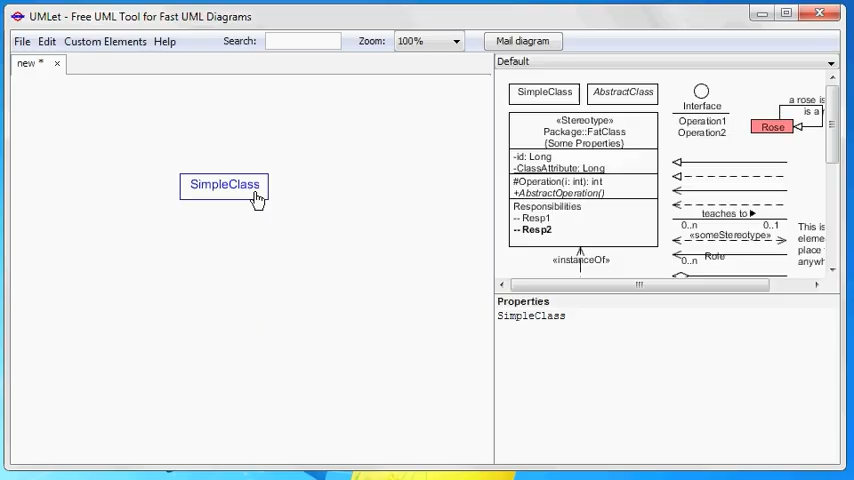 UMLet - Free UML Tool for Fast UML Diagrams
File Edit Custom Elements Help Search: Zoom: 100% Mail diagram
new *
Default
SimpleClass
SimpleClass
AbstractClass
Interface
Operation1
Operation2
a rose is
is a
Rose
«Stereotype»
Package::FatClass
{Some Properties}
-id: Long
-ClassAttribute: Long
#Operation(i: int): int
+AbstractOperation()
Responsibilities
-- Resp1
-- Resp2
«instanceOf»
teaches to
0..n 0..1
«someStereotype»
Role
0..n
This is
eleme
place
anywh
Properties
SimpleClass